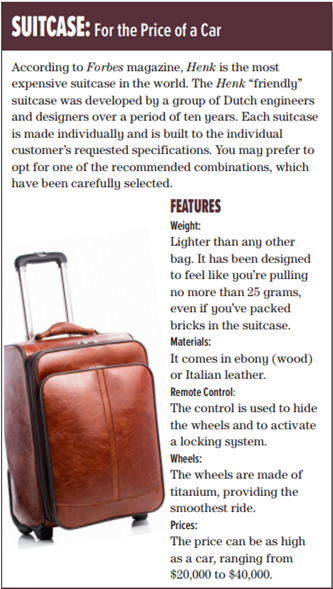 SUITCASE: For the Price of a Car
According to Forbes magazine, Henk is the most
expensive suitcase in the world. The Henk “friendly”
suitcase was developed by a group of Dutch engineers
and designers over a period of ten years. Each suitcase
is made individually and is built to the individual
customer’s requested specifications. You may prefer to
opt for one of the recommended combinations, which
have been carefully selected.
FEATURES
Weight:
Lighter than any other
bag. It has been designed
to feel like you’re pulling
no more than 25 grams,
even if you’ve packed
bricks in the suitcase.
Materials:
It comes in ebony (wood)
or Italian leather.
Remote Control:
The control is used to hide
the wheels and to activate
a locking system.
Wheels:
The wheels are made of
titanium, providing the
smoothest ride.
Prices:
The price can be as high
as a car, ranging from
$20,000 to $40,000.